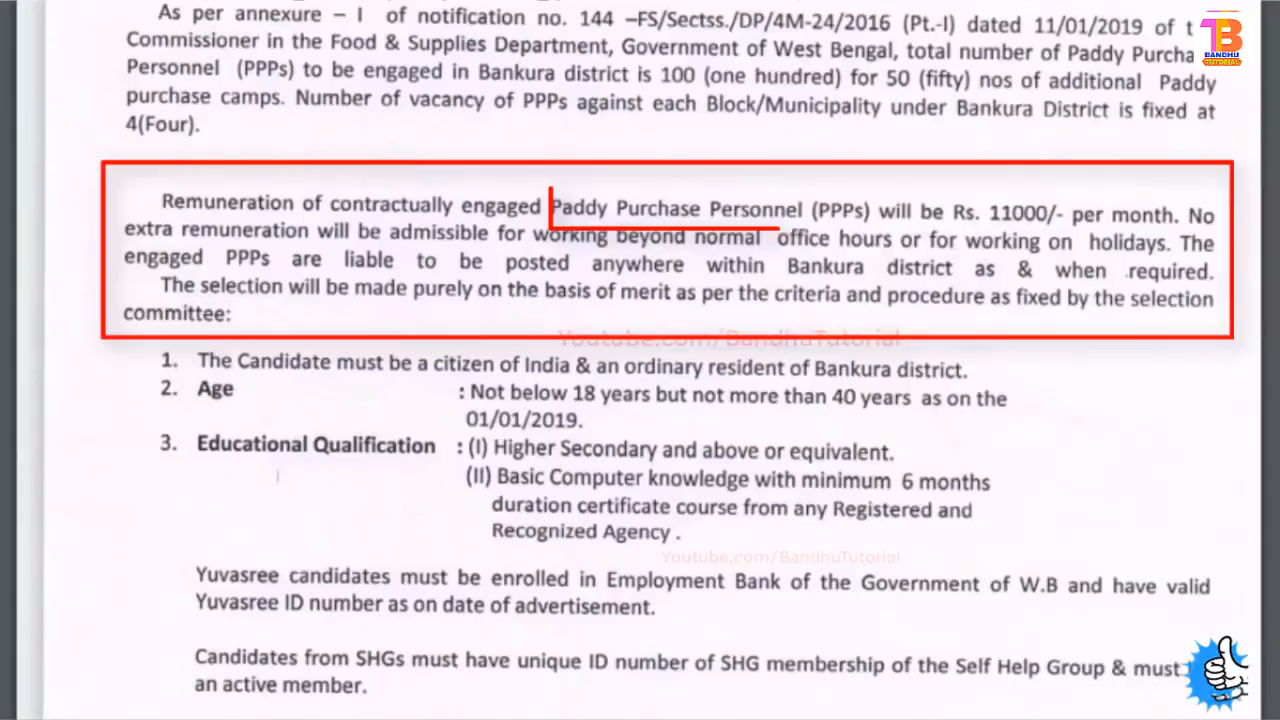 As per annexure – I of notification no. 144 –FS/Sectss./DP/4M-24/2016 (Pt.-I) dated 11/01/2019 of
Commissioner in the Food & Supplies Department, Government of West Bengal, total number of Paddy
Personnel (PPPs) to be engaged in Bankura district is 100 (one hundred) for 50 (fifty) nos of additional Paddy
purchase camps. Number of vacancy of PPPs against each Block/Municipality under Bankura District is fixed at
4(Four).
TB
BANDHU
TUTORIAL
Remuneration of contractually engaged Paddy Purchase Personnel (PPPs) will be Rs. 11000/- per month. No
extra remuneration will be admissible for working beyond normal office hours or for working on holidays. The
engaged PPPs are liable to be posted anywhere within Bankura district as & when required.
The selection will be made purely on the basis of merit as per the criteria and procedure as fixed by the selection
committee:
Youtube.com/BandhuTutorial
1. The Candidate must be a citizen of India & an ordinary resident of Bankura district.
2. Age : Not below 18 years but not more than 40 years as on the
01/01/2019.
3. Educational Qualification : (I) Higher Secondary and above or equivalent.
(II) Basic Computer knowledge with minimum 6 months
duration certificate course from any Registered and
Recognized Agency .
Youtube.com/BandhuTutorial
Yuvasree candidates must be enrolled in Employment Bank of the Government of W.B and have valid
Yuvasree ID number as on date of advertisement.
Candidates from SHGs must have unique ID number of SHG membership of the Self Help Group & must
an active member.